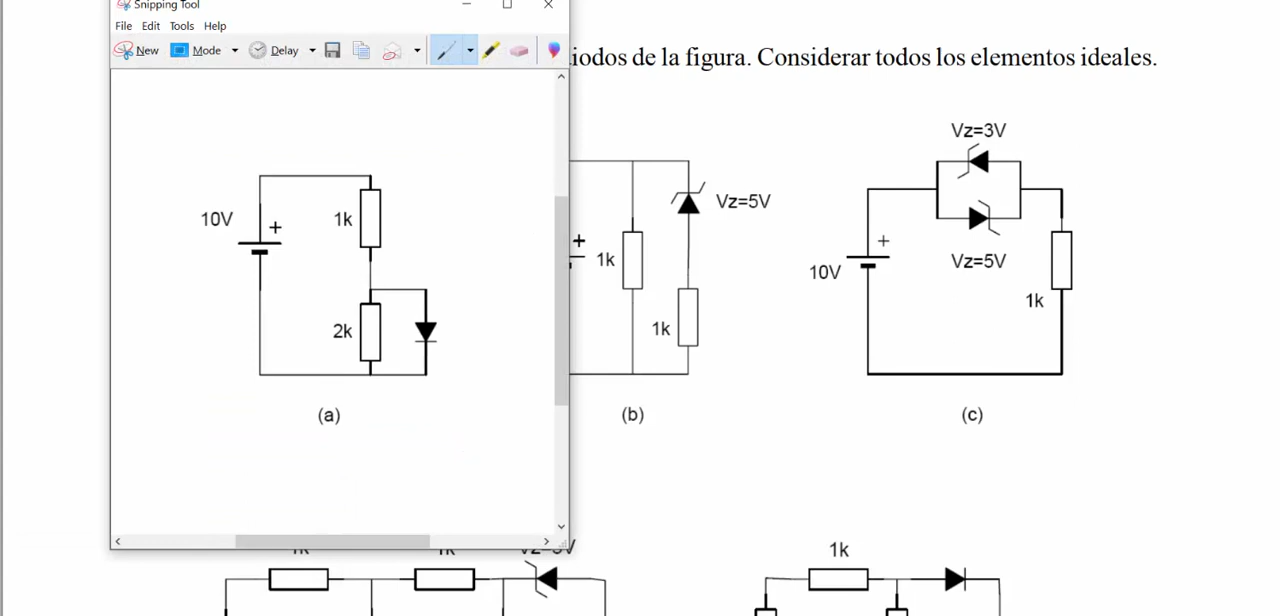 Snipping Tool
File Edit Tools Help
New Mode Delay
iodos de la figura. Considerar todos los elementos ideales.
10V
+
1k
2k
(a)
+
1k
Vz=5V
1k
(b)
Vz=3V
+
10V
Vz=5V
1k
(c)
1k